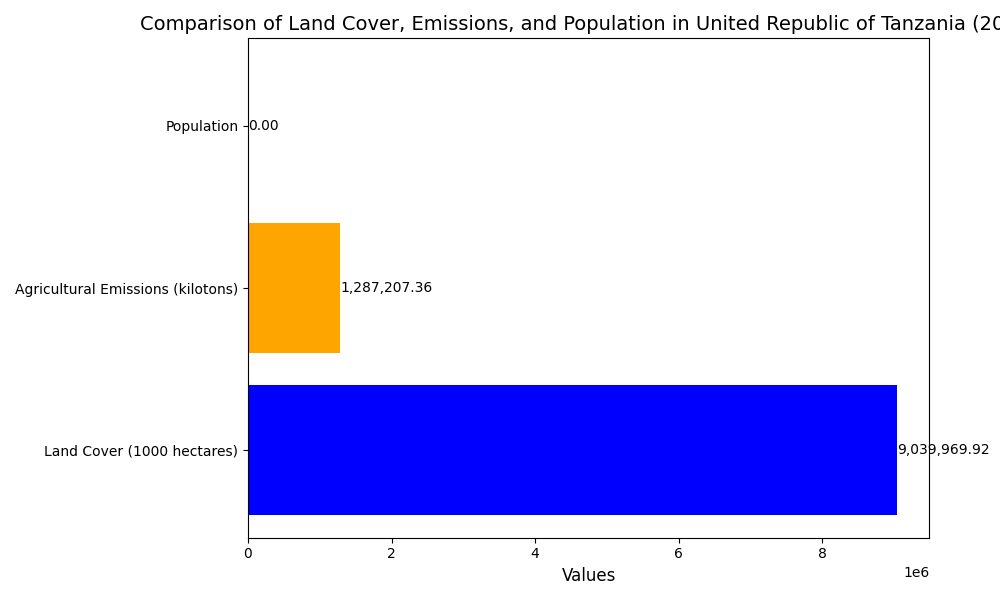 Comparison of Land Cover, Emissions, and Population in United Republic of Tanzania (20
Population
0.00
Agricultural Emissions (kilotons)
1,287,207.36
Land Cover (1000 hectares)
9,039,969.92
0 2 4 6 8
1e6
Values